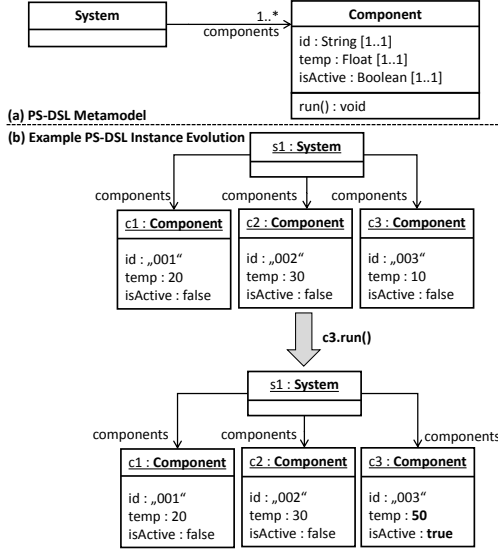 System
Component
1..*
components
id : String [1..1]
temp : Float [1..1]
isActive : Boolean [1..1]
run() : void
(a) PS-DSL Metamodel
(b) Example PS-DSL Instance Evolution
s1 : System
components components components
c1 : Component c2 : Component c3 : Component
id : „001“ id : „002“ id : „003“
temp : 20 temp : 30 temp : 10
isActive : false isActive : false isActive : false
c3.run()
s1 : System
components components components
c1 : Component c2 : Component c3 : Component
id : „001“ id : „002“ id : „003“
temp : 20 temp : 30 temp : 50
isActive : false isActive : false isActive : true